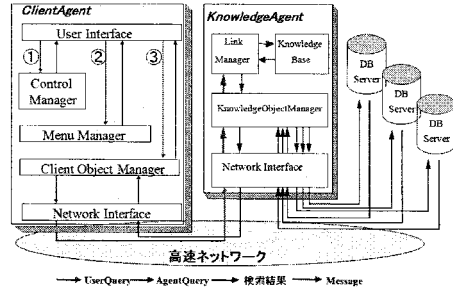 ClientAgent
User Interface
① ② ③
Control
Manager
Menu Manager
Client Object Manager
Network Interface
KnowledgeAgent
Link
Manager
Knowledge
Base
KnowledgeObjectManager
Network Interface
DB
Server
DB
Server
DB
Server
高速ネットワーク
UserQuery AgentQuery 検索結果 Message